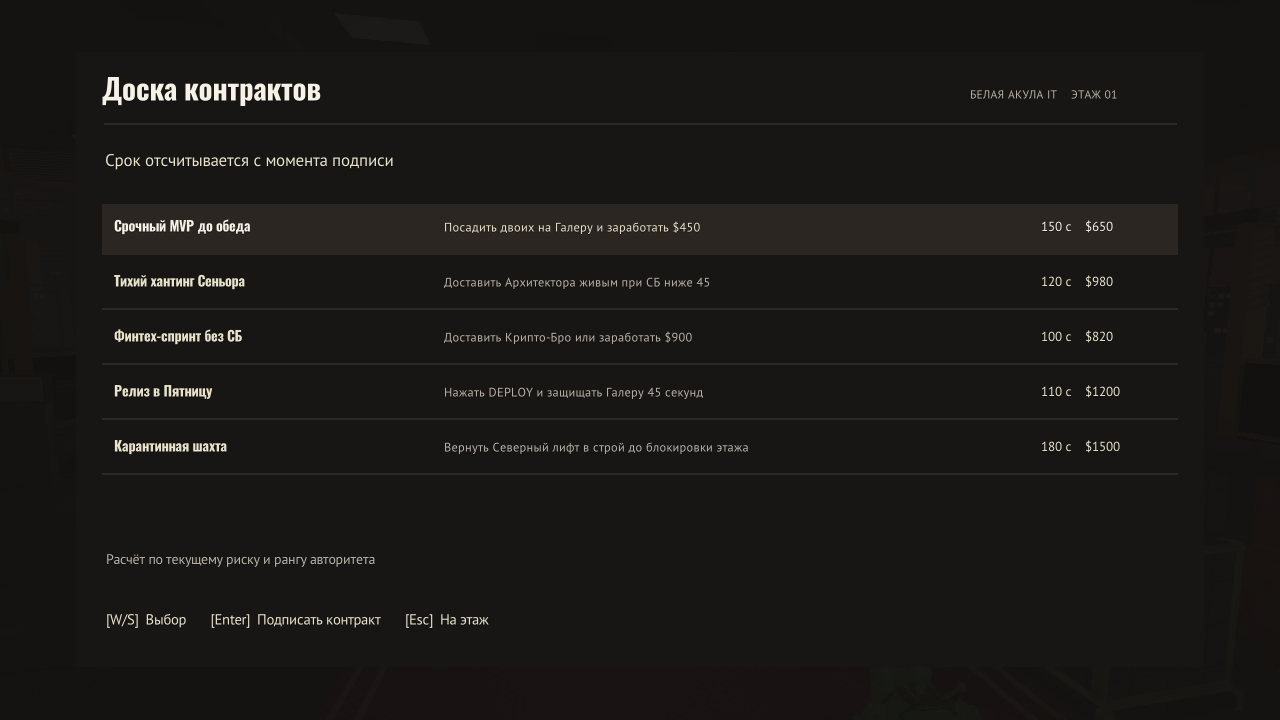 Доска контрактов
БЕЛАЯ АКУЛА IT ЭТАЖ 01
Срок отсчитывается с момента подписи
Срочный MVP до обеда Посадить двоих на Галеру и заработать $450 150 с $650
Тихий хантинг Сеньора Доставить Архитектора живым при СБ ниже 45 120 с $980
Финтех-спринт без СБ Доставить Крипто-Бро или заработать $900 100 с $820
Релиз в Пятницу Нажать DEPLOY и защищать Галеру 45 секунд 110 с $1200
Карантинная шахта Вернуть Северный лифт в строй до блокировки этажа 180 с $1500
Расчёт по текущему риску и рангу авторитета
[W/S] Выбор [Enter] Подписать контракт [Esc] На этаж